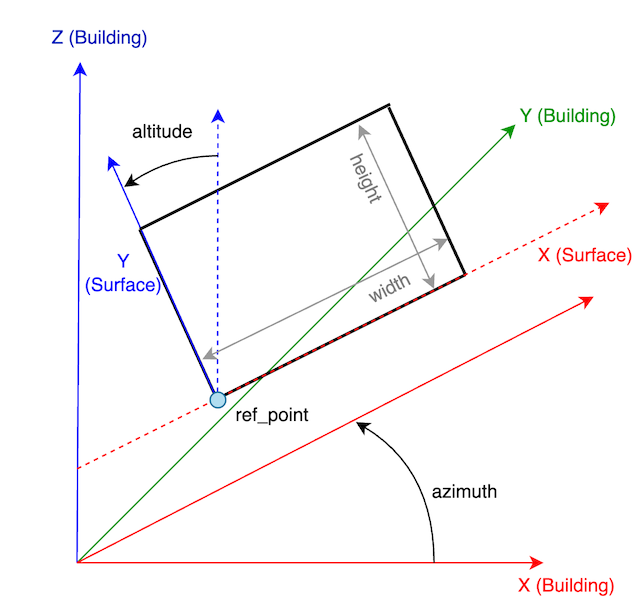 Z (Building)
Y (Building)
altitude
height
Y
(Surface)
X (Surface)
width
ref_point
azimuth
X (Building)